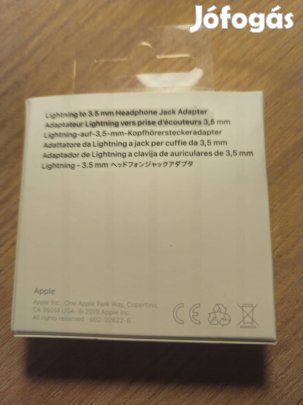 Jófogás
Lightning to 3.5 mm Headphone Jack Adapter
Adaptateur Lightning vers prise d'écouteurs 3,5 mm
Lightning-auf-3,5-mm-Kopfhörersteckeradapter
Adattatore da Lightning a jack per cuffie da 3,5 mm
Adaptador de Lightning a clavija de auriculares de 3,5 mm
Lightning - 3.5 mm ヘッドフォンジャックアダプタ
Apple
Apple Inc., One Apple Park Way, Cupertino,
CA 95014 USA © 2019 Apple Inc.
All rights reserved 602-02622-B
CE